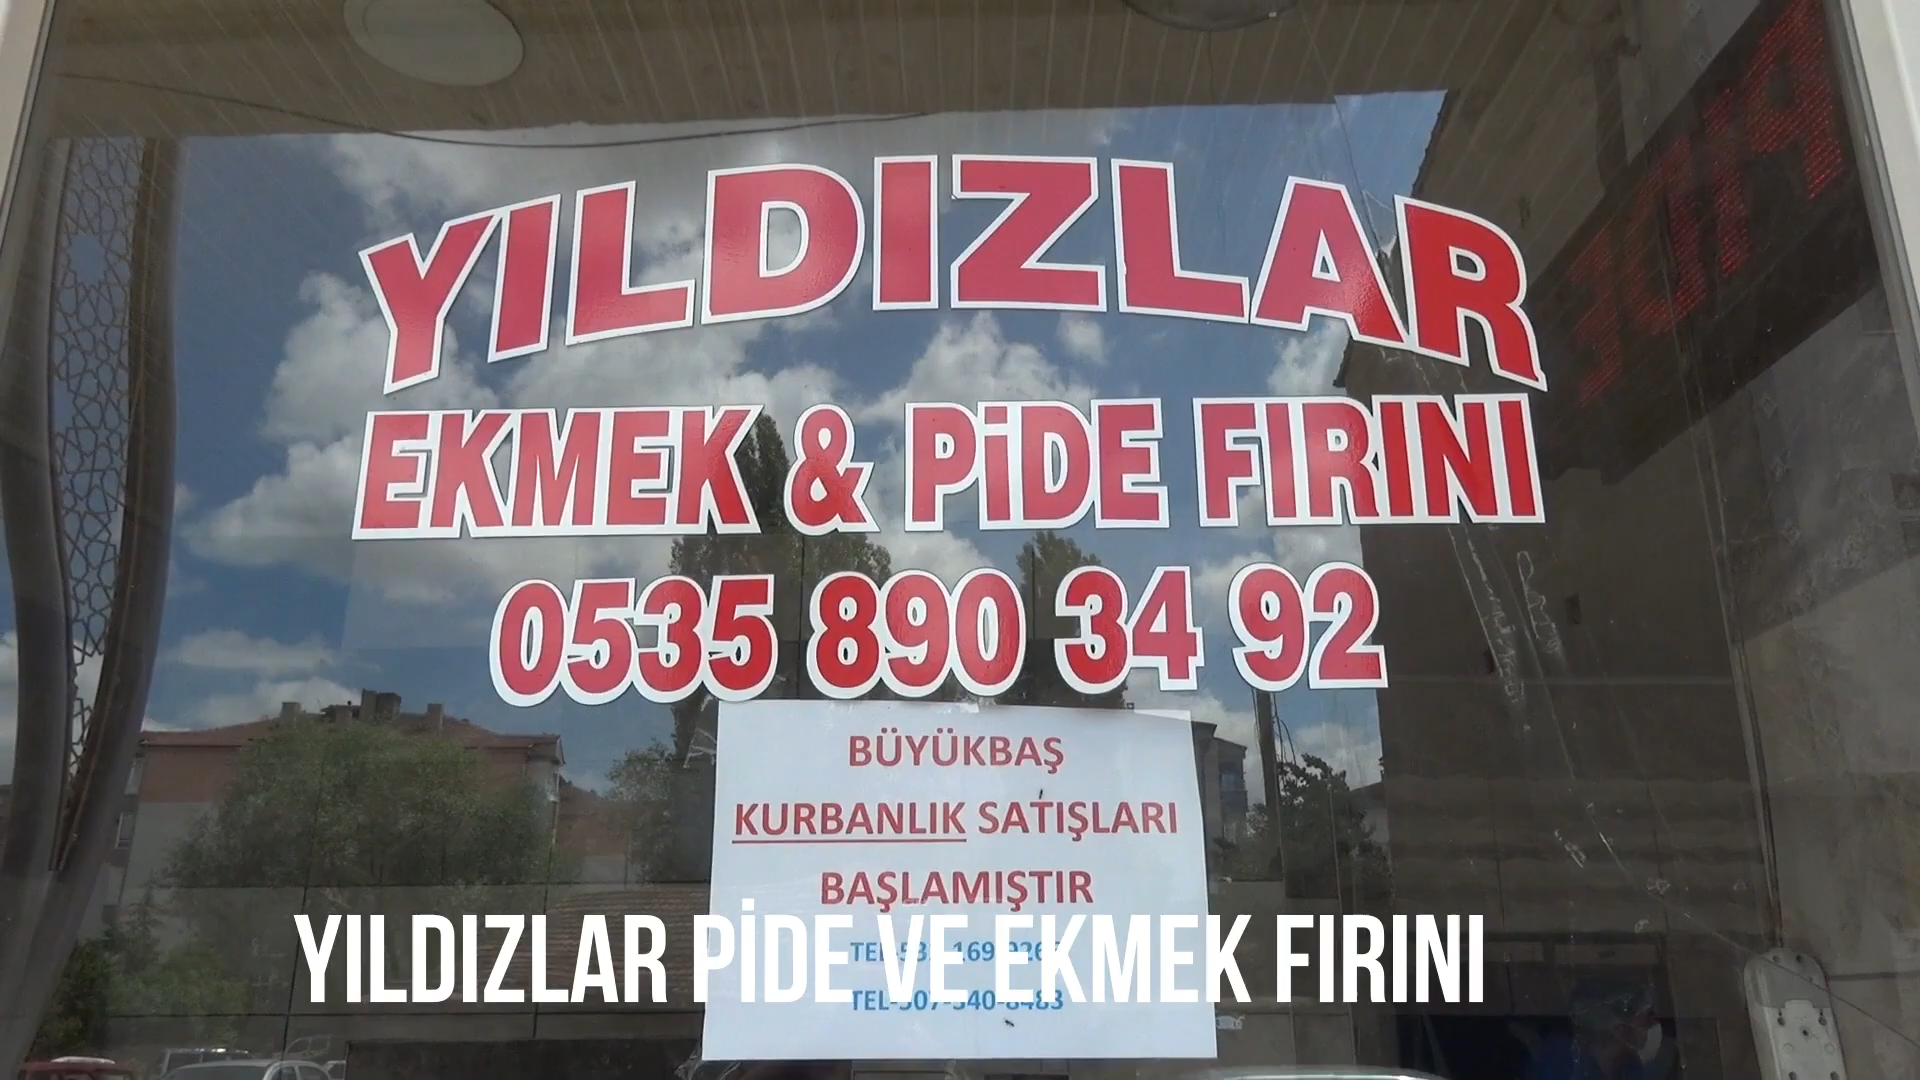 YILDIZLAR
EKMEK & PİDE FIRINI
0535 890 34 92
BÜYÜKBAŞ
KURBANLIK SATIŞLARI
BAŞLAMIŞTIR
YILDIZLAR PİDE VE EKMEK FIRINI